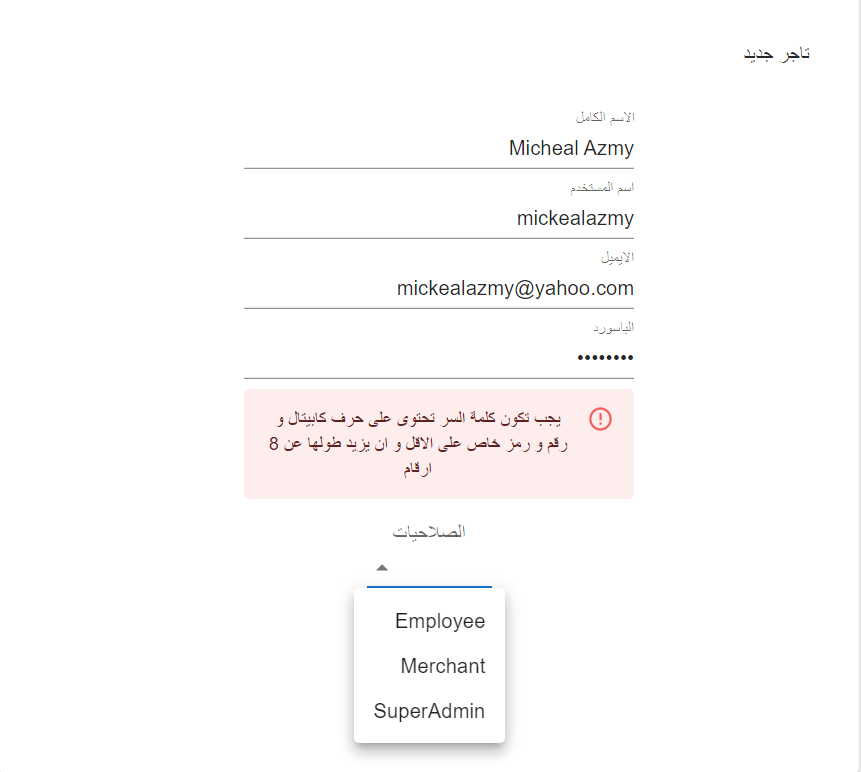 تاجر جديد
الاسم الكامل
Micheal Azmy
اسم المستخدم
mickealazmy
الايميل
mickealazmy@yahoo.com
الباسورد
••••••••
يجب تكون كلمة السر تحتوى على حرف كابيتال و
رقم و رمز خاص على الاقل و ان يزيد طولها عن 8
ارقام
الصلاحيات
Employee
Merchant
SuperAdmin